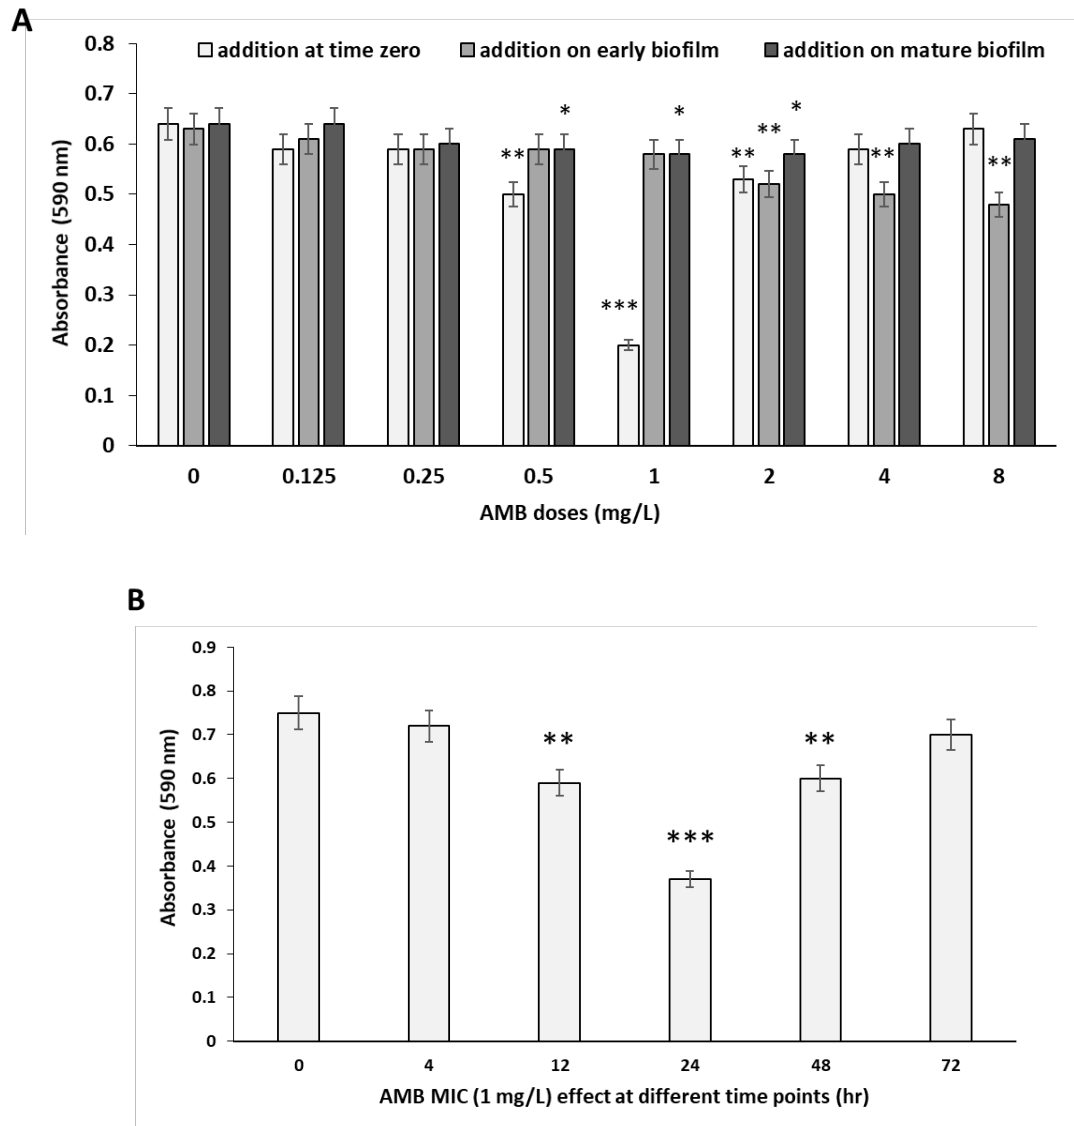 A
addition at time zero addition on early biofilm addition on mature biofilm
0.8
0.7
0.6
0.5
0.4
0.3
0.2
0.1
0
Absorbance (590 nm)
** * *** * ** ** * ** **
0 0.125 0.25 0.5 1 2 4 8
AMB doses (mg/L)
B
0.9
0.8
0.7
0.6
0.5
0.4
0.3
0.2
0.1
0
Absorbance (590 nm)
** *** **
0 4 12 24 48 72
AMB MIC (1 mg/L) effect at different time points (hr)